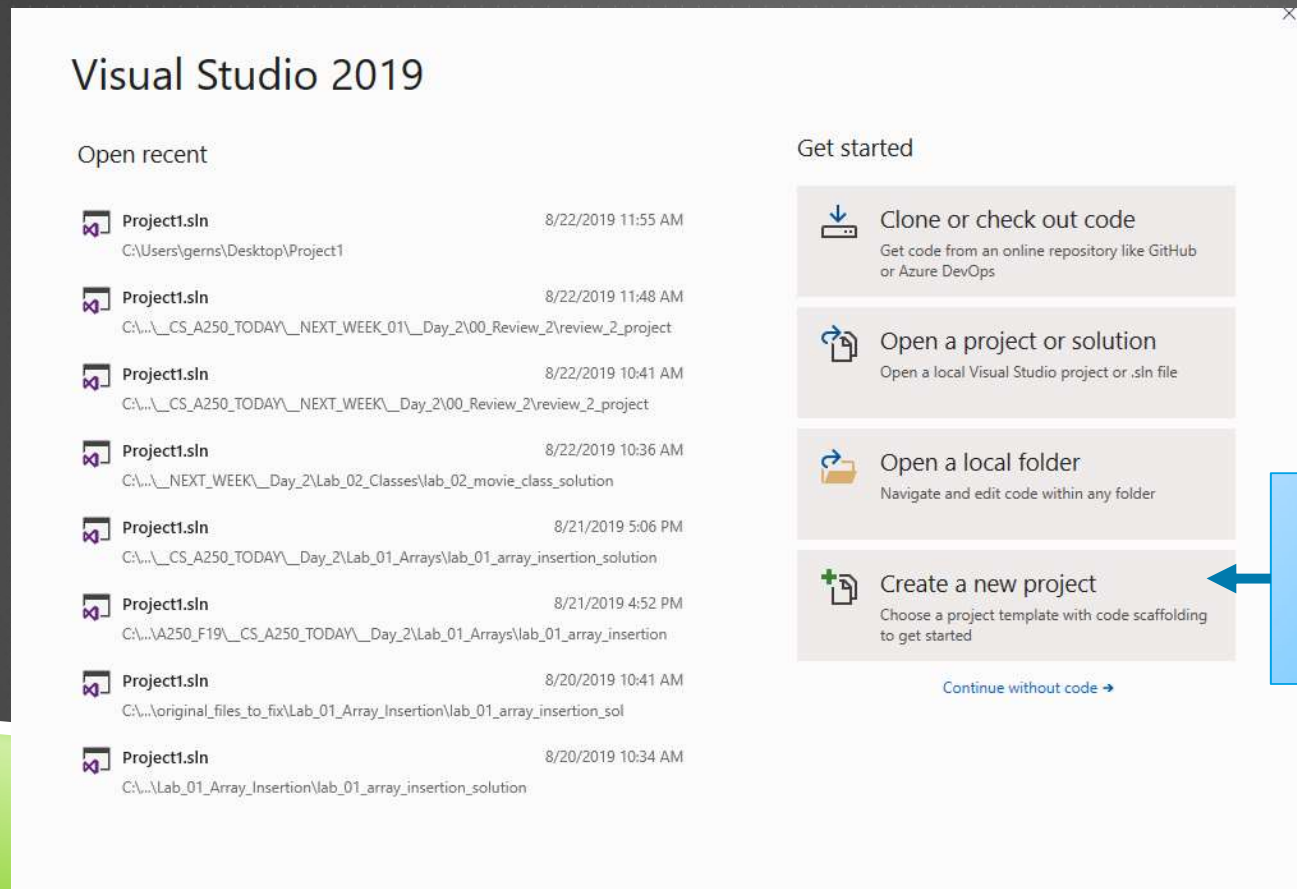 Visual Studio 2019
Open recent
Project1.sln 8/22/2019 11:55 AM
C:\Users\gerns\Desktop\Project1
Project1.sln 8/22/2019 11:48 AM
C:\...\__CS_A250_TODAY\__NEXT_WEEK_01\__Day_2\00_Review_2\review_2_project
Project1.sln 8/22/2019 10:41 AM
C:\...\__CS_A250_TODAY\__NEXT_WEEK\__Day_2\00_Review_2\review_2_project
Project1.sln 8/22/2019 10:36 AM
C:\...\__NEXT_WEEK\__Day_2\Lab_02_Classes\lab_02_movie_class_solution
Project1.sln 8/21/2019 5:06 PM
C:\...\__CS_A250_TODAY\__Day_2\Lab_01_Arrays\lab_01_array_insertion_solution
Project1.sln 8/21/2019 4:52 PM
C:\...\A250_F19\__CS_A250_TODAY\__Day_2\Lab_01_Arrays\lab_01_array_insertion
Project1.sln 8/20/2019 10:41 AM
C:\...\original_files_to_fix\Lab_01_Array_Insertion\lab_01_array_insertion_sol
Project1.sln 8/20/2019 10:34 AM
C:\...\Lab_01_Array_Insertion\lab_01_array_insertion_solution
Get started
Clone or check out code
Get code from an online repository like GitHub
or Azure DevOps
Open a project or solution
Open a local Visual Studio project or .sln file
Open a local folder
Navigate and edit code within any folder
Create a new project
Choose a project template with code scaffolding
to get started
Continue without code →